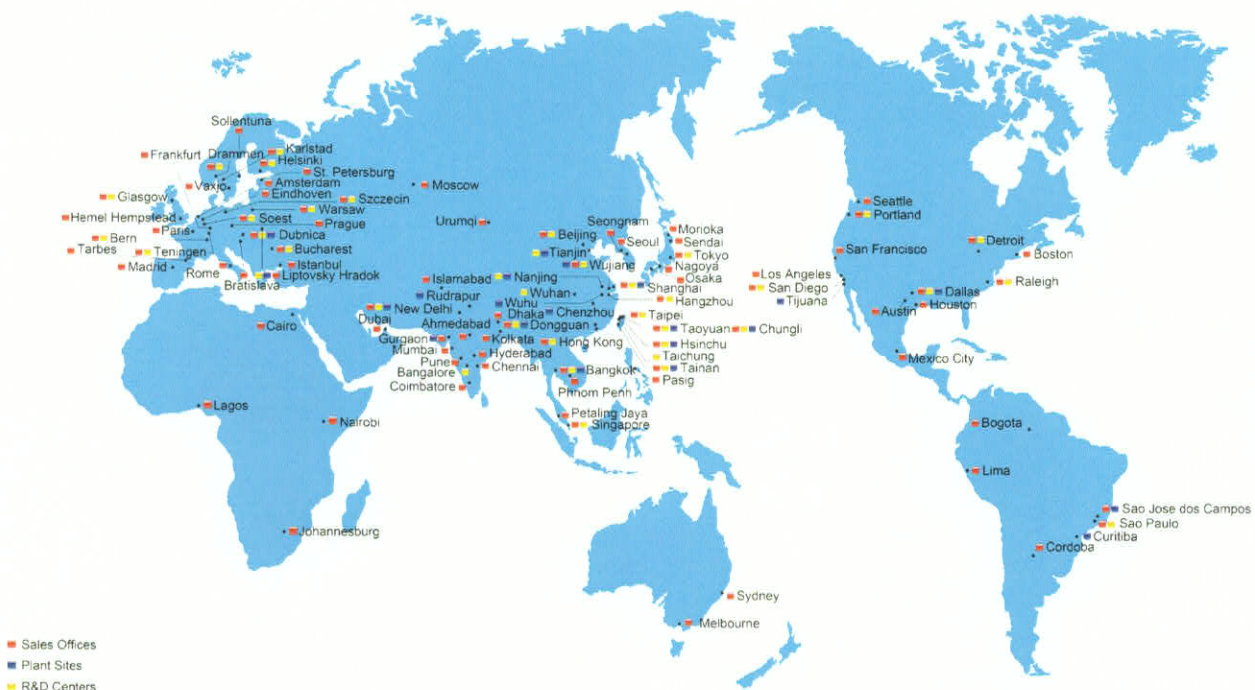 Sollentuna
Frankfurt
Drammen
Karlstad
Helsinki
St. Petersburg
Vaxjo
Amsterdam
Eindhoven
Moscow
Glasgow
Szczecin
Warsaw
Hemel Hempstead
Soest
Prague
Paris
Dubnica
Bern
Bucharest
Tarbes
Teningen
Madrid
Rome
Istanbul
Bratislava
Liptovsky Hradok
Urumqi
Seongnam
Beijing
Seoul
Tianjin
Wujiang
Morioka
Sendai
Tokyo
Nagoya
Osaka
Islamabad
Nanjing
Shanghai
Rudrapur
Wuhan
Hangzhou
Wuhu
New Delhi
Chenzhou
Dubai
Dhaka
Taipei
Cairo
Ahmedabad
Dongguan
Taoyuan
Chungli
Gurgaon
Kolkata
Hong Kong
Hsinchu
Mumbai
Hyderabad
Taichung
Pune
Chennai
Bangkok
Tainan
Bangalore
Pasig
Coimbatore
Phhom Penh
Petaling Jaya
Singapore
Lagos
Nairobi
Johannesburg
Sydney
Melbourne
Seattle
Portland
Detroit
San Francisco
Boston
Los Angeles
San Diego
Raleigh
Tijuana
Dallas
Houston
Austin
Mexico City
Bogota
Lima
Sao Jose dos Campos
Sao Paulo
Curitiba
Cordoba
Sales Offices
Plant Sites
R&D Centers